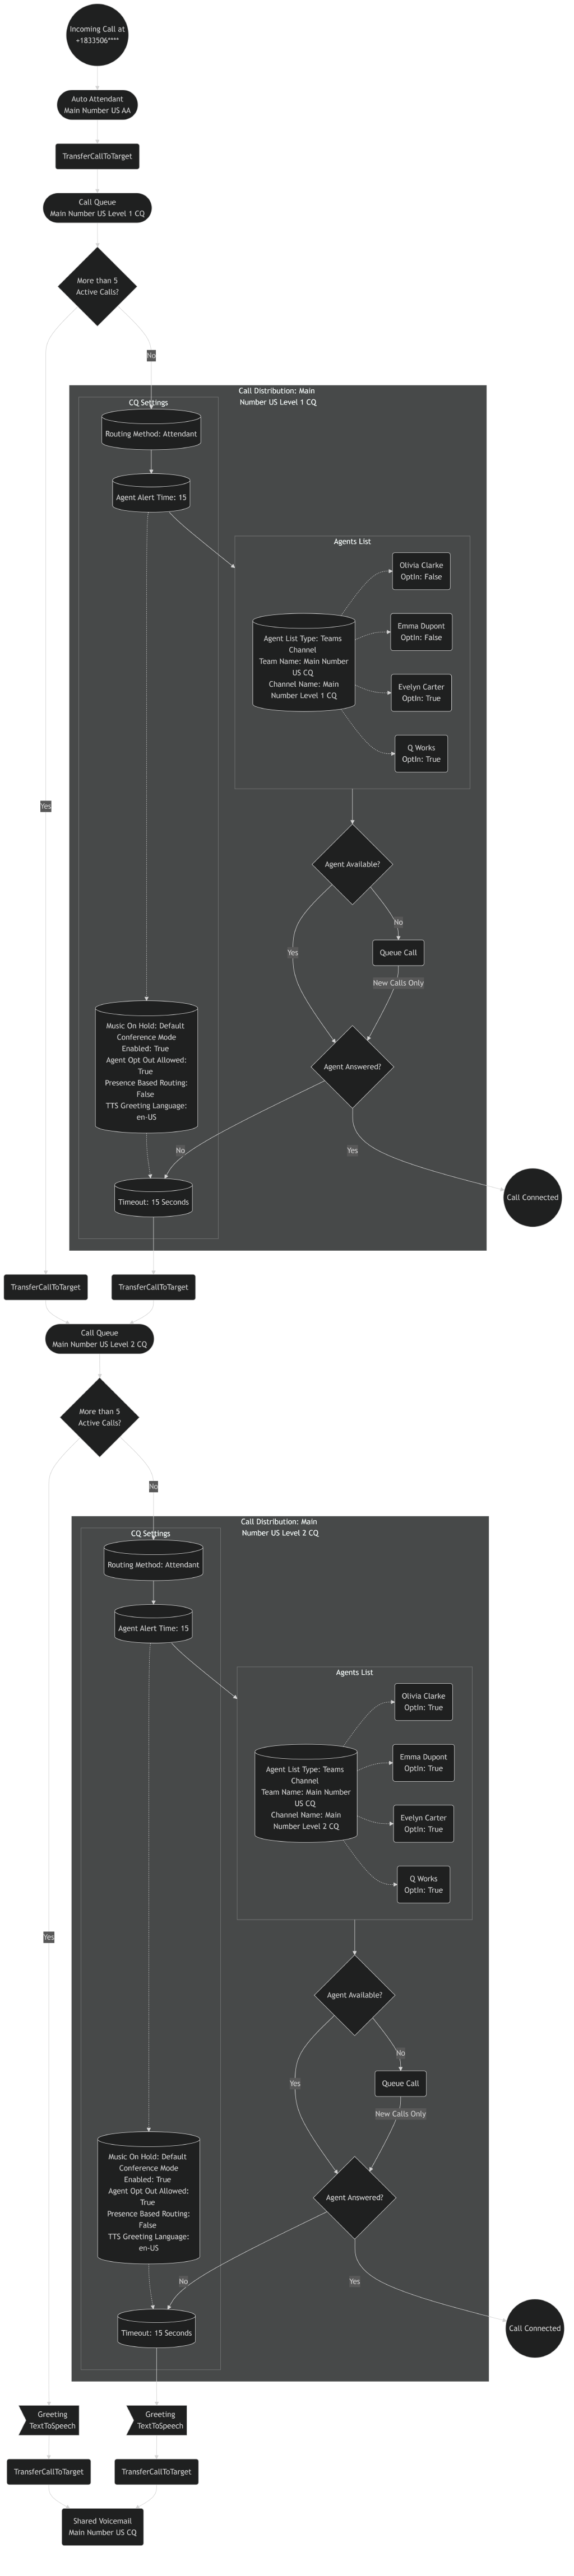 Incoming Call at
+1833506****
Auto Attendant
Main Number US AA
TransferCallToTarget
Call Queue
Main Number US Level 1 CQ
More than 5
Active Calls?
No
Yes
Call Distribution: Main
Number US Level 1 CQ
CQ Settings
Routing Method: Attendant
Agent Alert Time: 15
Agents List
Agent List Type: Teams
Channel
Team Name: Main Number
US CQ
Channel Name: Main
Number Level 1 CQ
Olivia Clarke
OptIn: False
Emma Dupont
OptIn: False
Evelyn Carter
OptIn: True
Q Works
OptIn: True
Agent Available?
No
Yes
Queue Call
New Calls Only
Music On Hold: Default
Conference Mode
Enabled: True
Agent Opt Out Allowed:
True
Presence Based Routing:
False
TTS Greeting Language:
en-US
Agent Answered?
No
Yes
Timeout: 15 Seconds
Call Connected
TransferCallToTarget
TransferCallToTarget
Call Queue
Main Number US Level 2 CQ
More than 5
Active Calls?
No
Yes
Call Distribution: Main
Number US Level 2 CQ
CQ Settings
Routing Method: Attendant
Agent Alert Time: 15
Agents List
Agent List Type: Teams
Channel
Team Name: Main Number
US CQ
Channel Name: Main
Number Level 2 CQ
Olivia Clarke
OptIn: True
Emma Dupont
OptIn: True
Evelyn Carter
OptIn: True
Q Works
OptIn: True
Agent Available?
No
Yes
Queue Call
New Calls Only
Music On Hold: Default
Conference Mode
Enabled: True
Agent Opt Out Allowed:
True
Presence Based Routing:
False
TTS Greeting Language:
en-US
Agent Answered?
No
Yes
Timeout: 15 Seconds
Call Connected
Greeting
TextToSpeech
Greeting
TextToSpeech
TransferCallToTarget
TransferCallToTarget
Shared Voicemail
Main Number US CQ